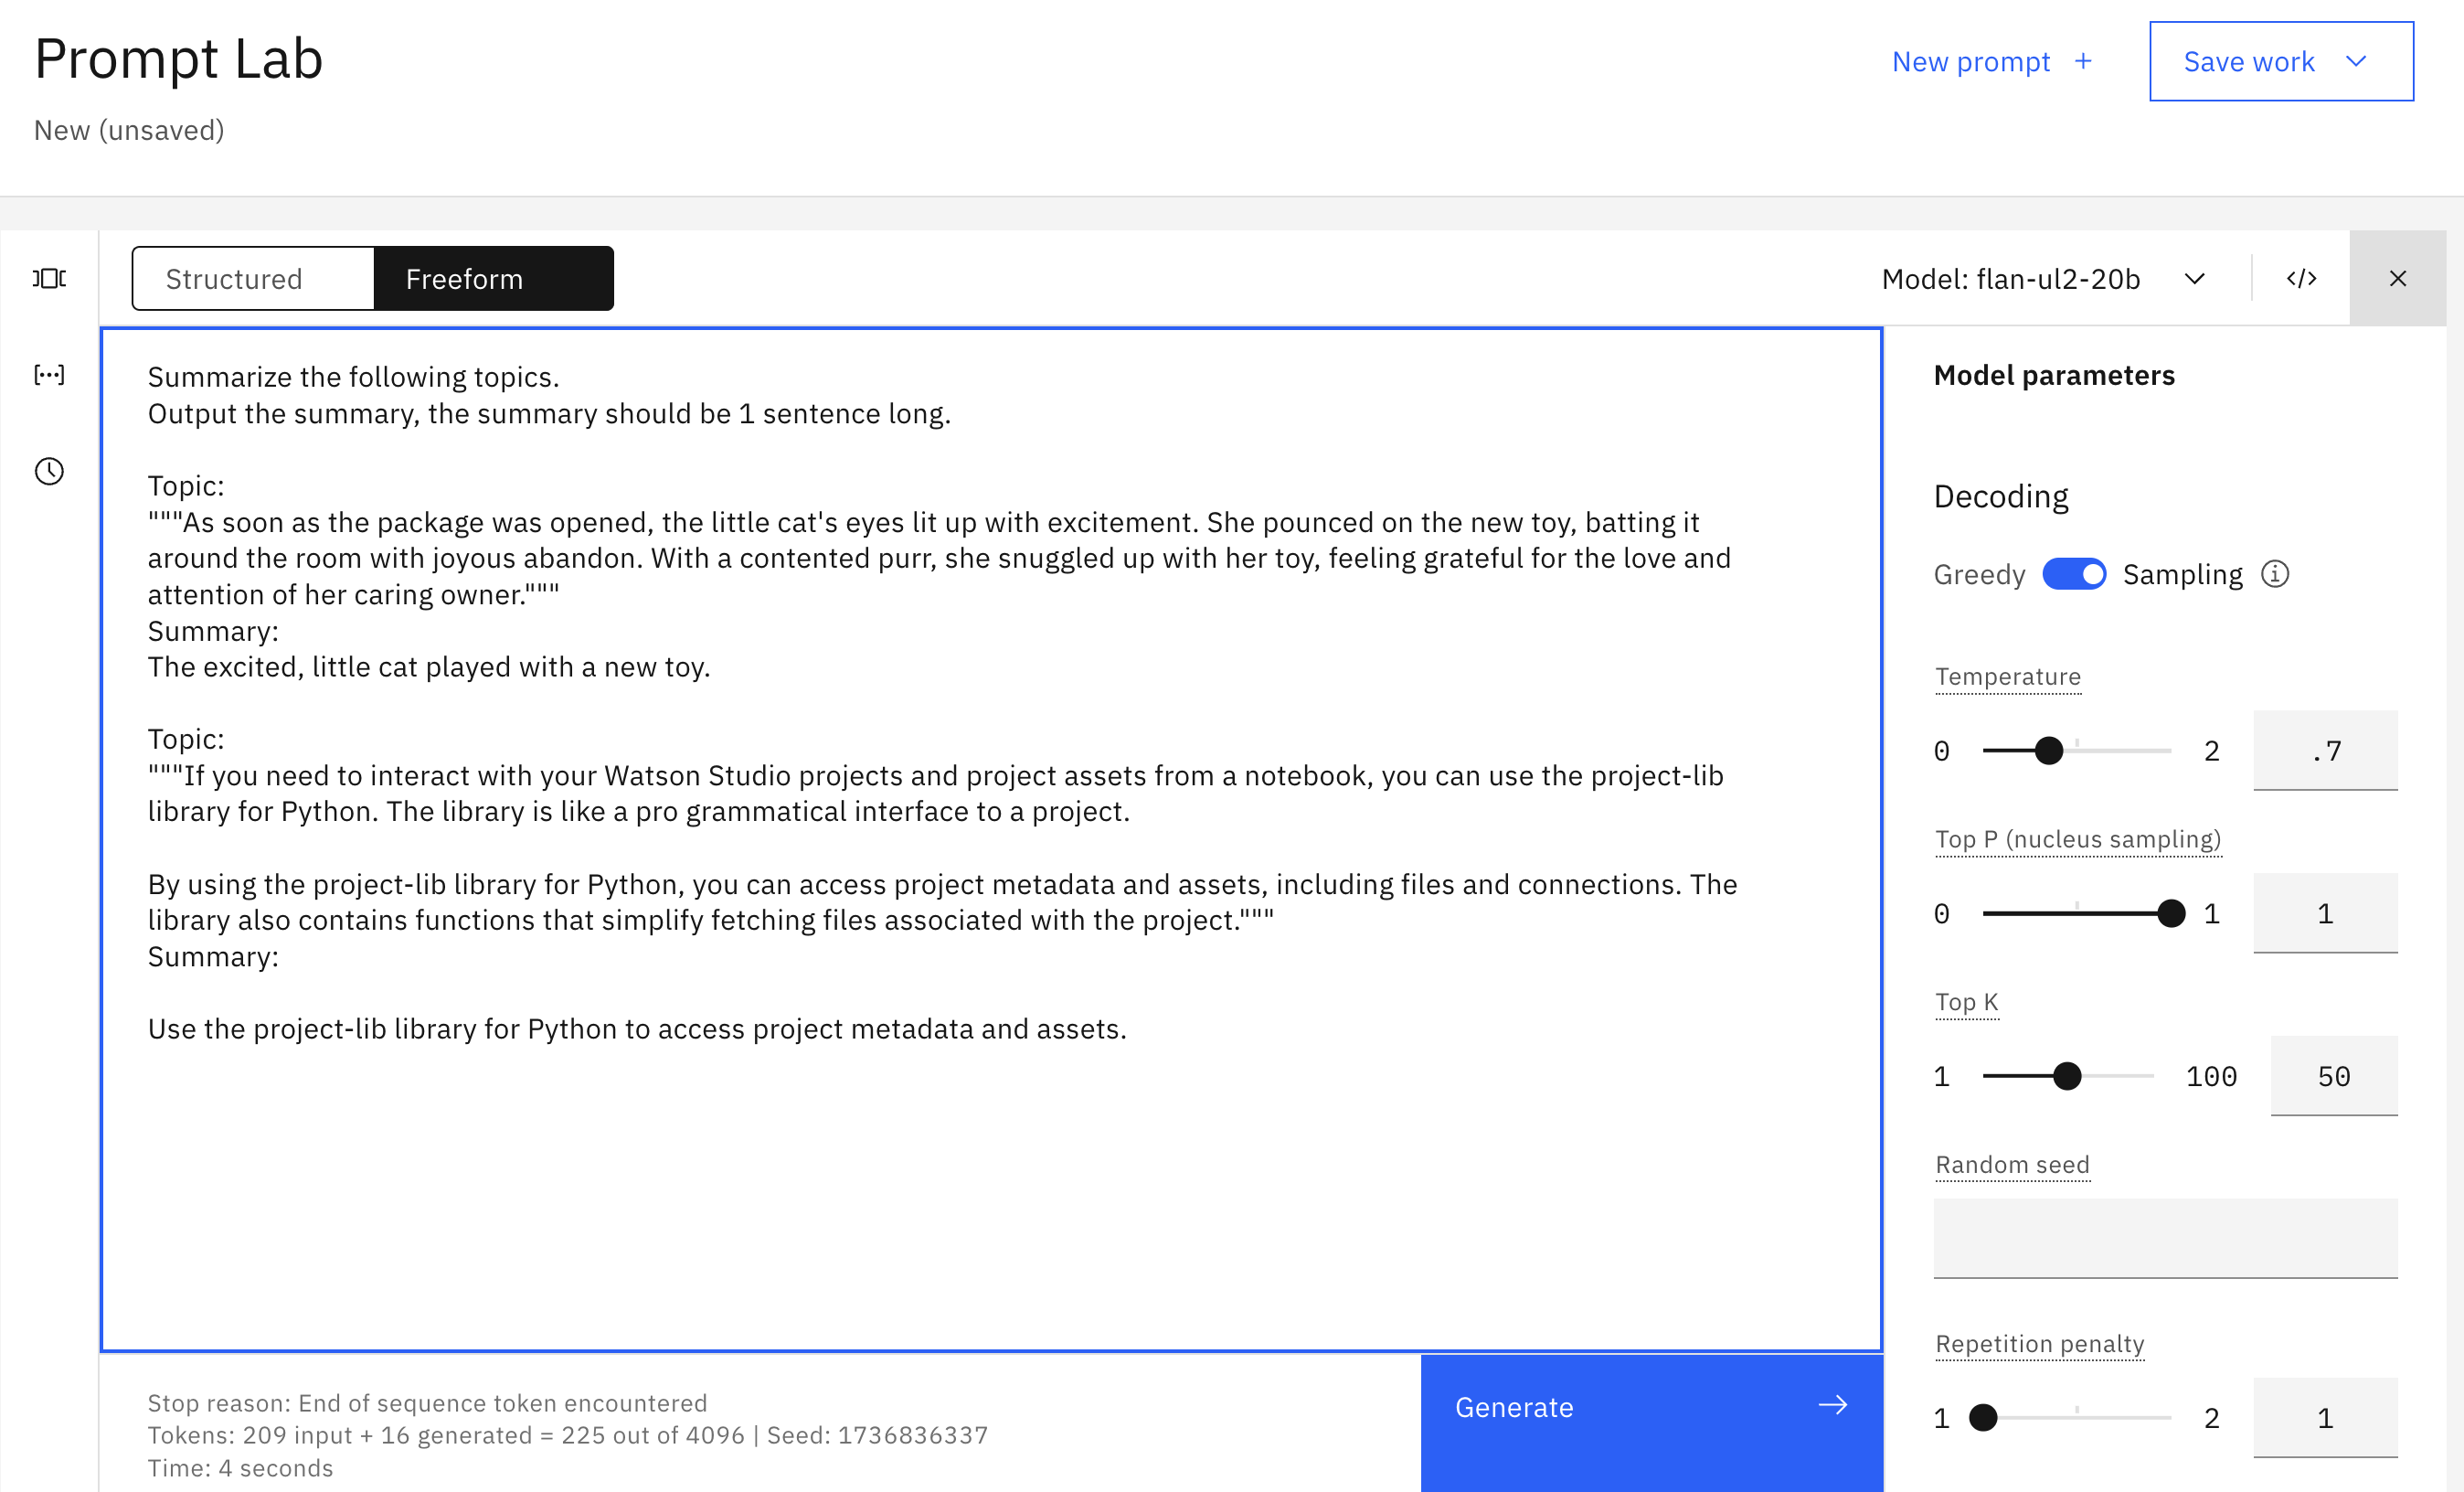 Prompt Lab
New (unsaved)
New prompt +
Save work
Structured
Freeform
Model: flan-ul2-20b
</>
Summarize the following topics.
Output the summary, the summary should be 1 sentence long.
Topic:
"""As soon as the package was opened, the little cat's eyes lit up with excitement. She pounced on the new toy, batting it
around the room with joyous abandon. With a contented purr, she snuggled up with her toy, feeling grateful for the love and
attention of her caring owner."""
Summary:
The excited, little cat played with a new toy.
Topic:
"""If you need to interact with your Watson Studio projects and project assets from a notebook, you can use the project-lib
library for Python. The library is like a pro grammatical interface to a project.
By using the project-lib library for Python, you can access project metadata and assets, including files and connections. The
library also contains functions that simplify fetching files associated with the project."""
Summary:
Use the project-lib library for Python to access project metadata and assets.
Stop reason: End of sequence token encountered
Tokens: 209 input + 16 generated = 225 out of 4096 | Seed: 1736836337
Time: 4 seconds
Generate
Model parameters
Decoding
Greedy Sampling
Temperature
0 2 .7
Top P (nucleus sampling)
0 1 1
Top K
1 100 50
Random seed
Repetition penalty
1 2 1